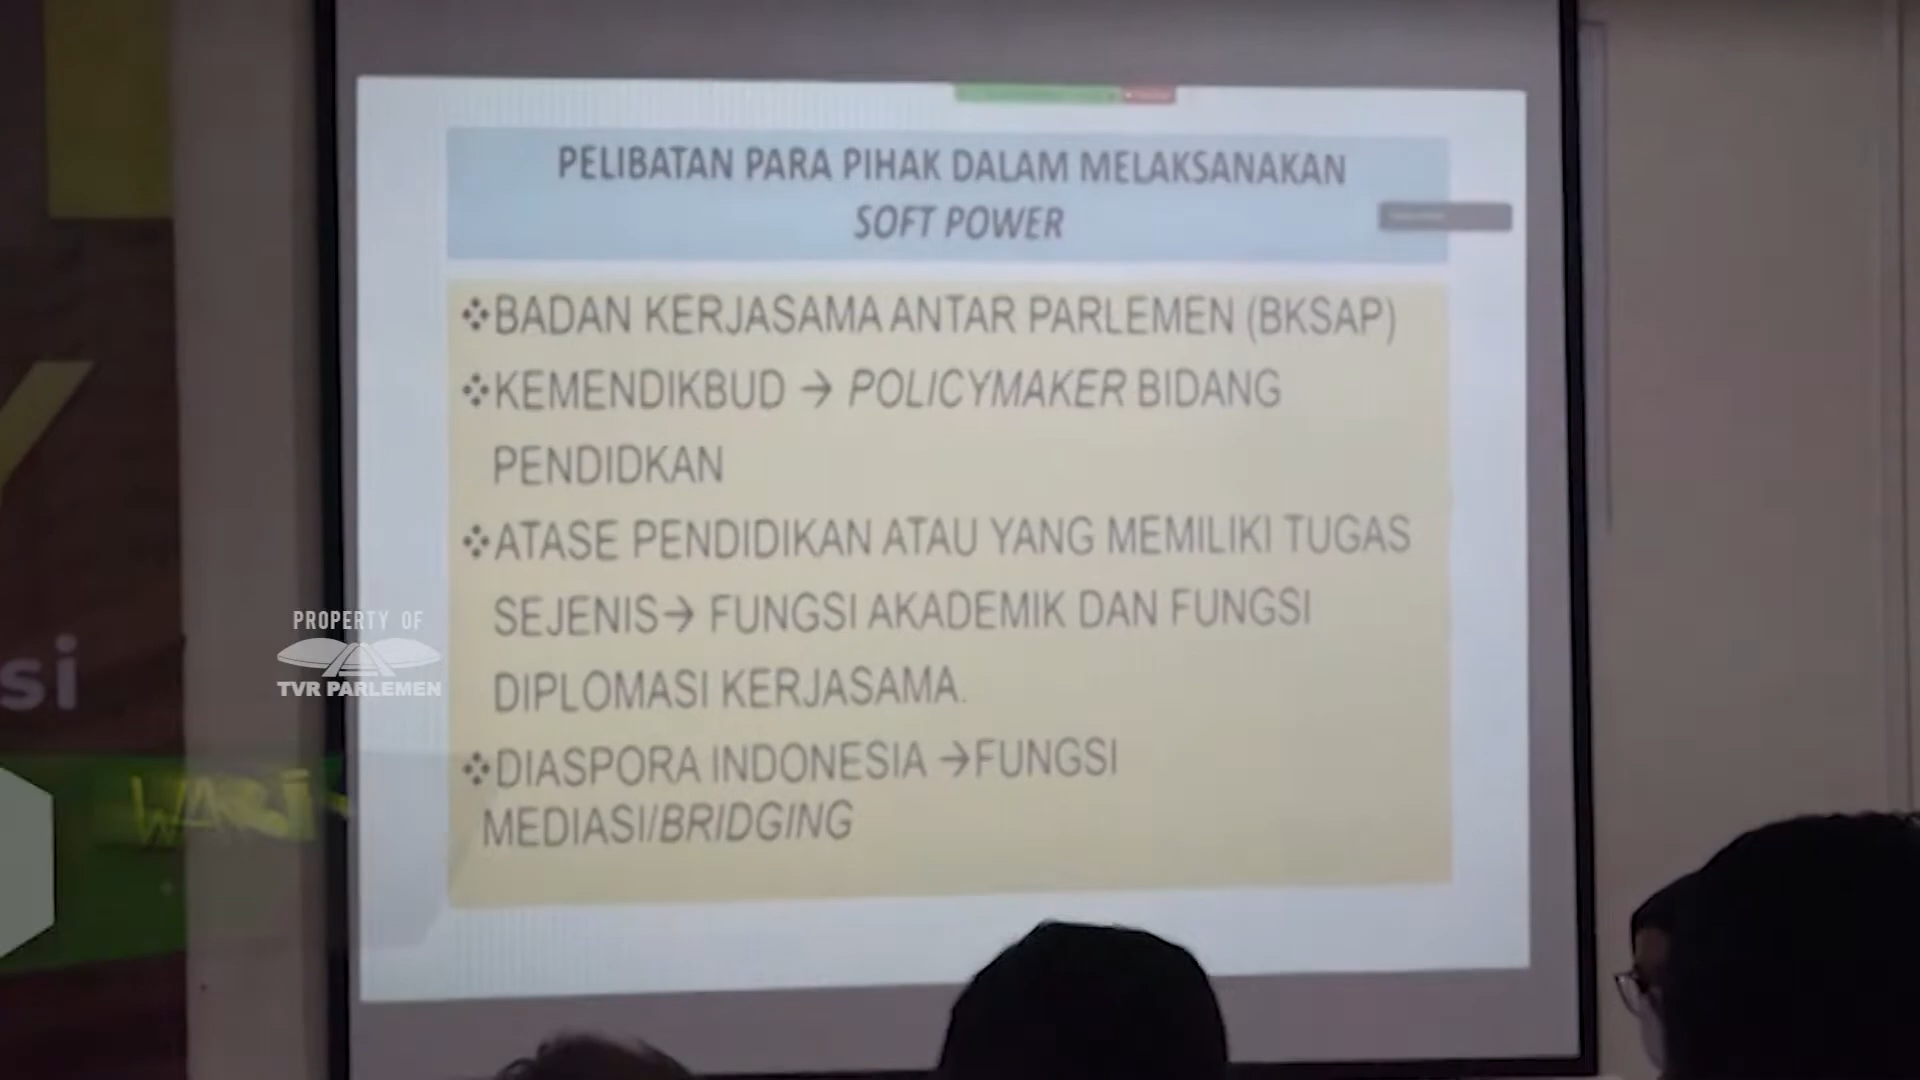 PELIBATAN PARA PIHAK DALAM MELAKSANAKAN
SOFT POWER
❖BADAN KERJASAMA ANTAR PARLEMEN (BKSAP)
❖KEMENDIKBUD → POLICYMAKER BIDANG
PENDIDKAN
❖ATASE PENDIDIKAN ATAU YANG MEMILIKI TUGAS
SEJENIS→ FUNGSI AKADEMIK DAN FUNGSI
DIPLOMASI KERJASAMA.
❖DIASPORA INDONESIA →FUNGSI
MEDIASI/BRIDGING
PROPERTY OF
TVR PARLEMEN
si